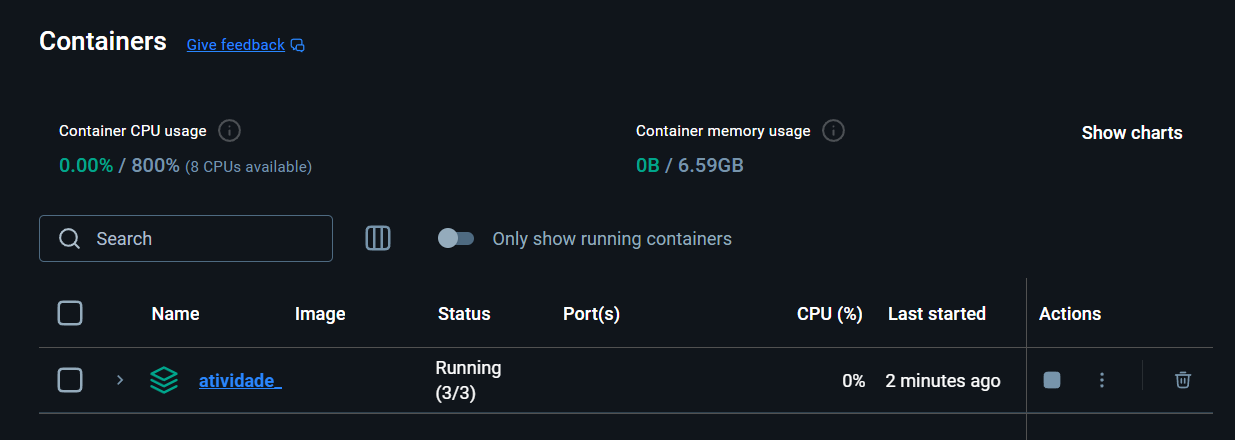 Containers Give feedback
Container CPU usage
0.00% / 800% (8 CPUs available)
Container memory usage
0B / 6.59GB
Show charts
Search
Only show running containers
Name Image Status Port(s) CPU (%) Last started Actions
atividade_ Running (3/3) 0% 2 minutes ago